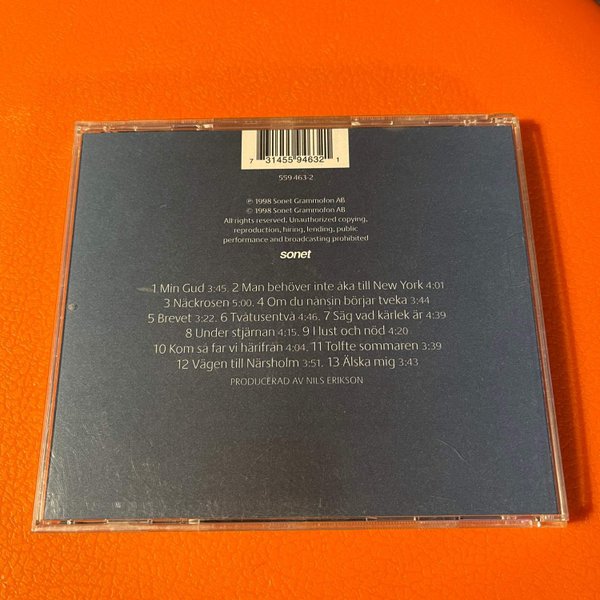 7 31455 94632 1
559 463-2
℗ 1998 Sonet Grammofon AB
© 1998 Sonet Grammofon AB
All rights reserved. Unauthorized copying,
reproduction, hiring, lending, public
performance and broadcasting prohibited
sonet
1 Min Gud 3:45. 2 Man behöver inte åka till New York 4:01
3 Näckrosen 5:00. 4 Om du nånsin börjar tveka 3:44
5 Brevet 3:22. 6 Tvåtusentvå 4:46. 7 Säg vad kärlek är 4:39
8 Under stjärnan 4:15. 9 I lust och nöd 4:20
10 Kom så far vi härifrån 4:04. 11 Tolfte sommaren 3:39
12 Vägen till Närsholm 3:51. 13 Älska mig 3:43
PRODUCERAD AV NILS ERIKSON